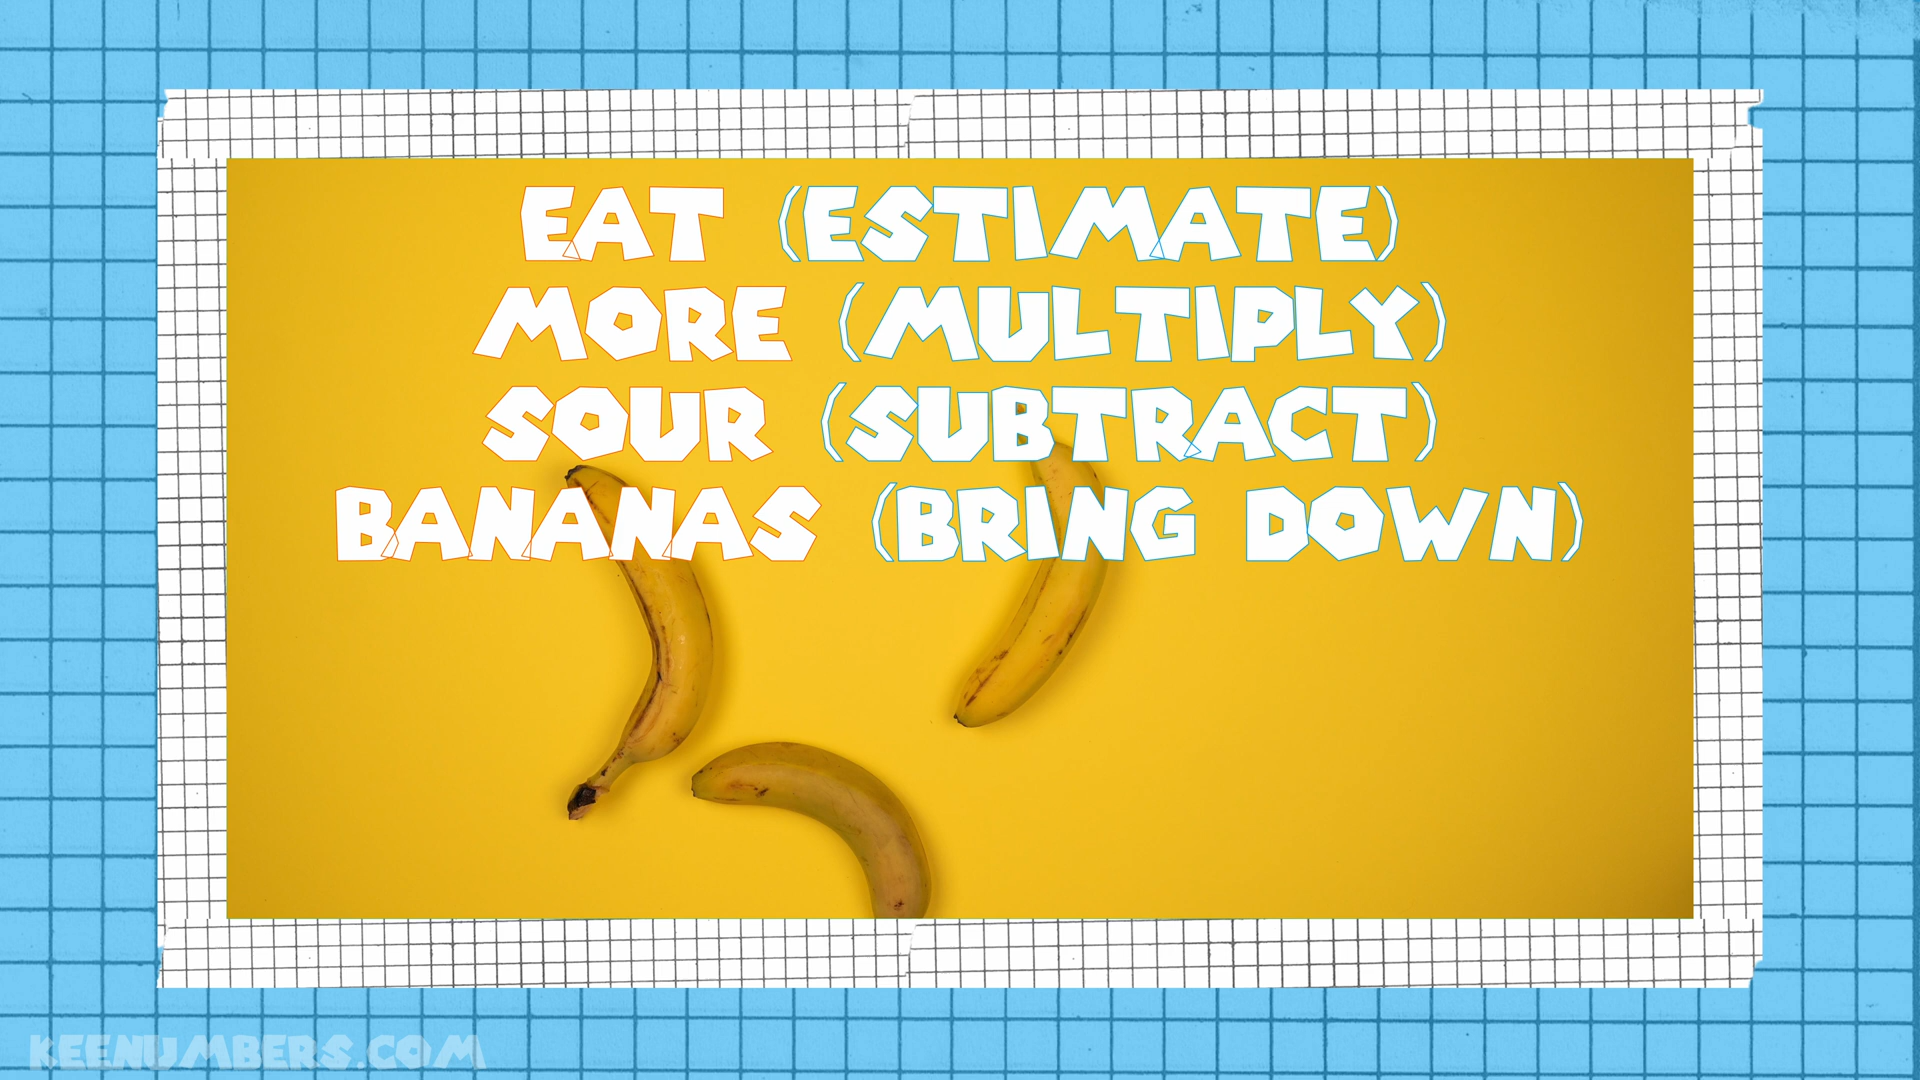 EAT (ESTIMATE)
MORE (MULTIPLY)
SOUR (SUBTRACT)
BANANAS (BRING DOWN)
KEENUMBERS.COM